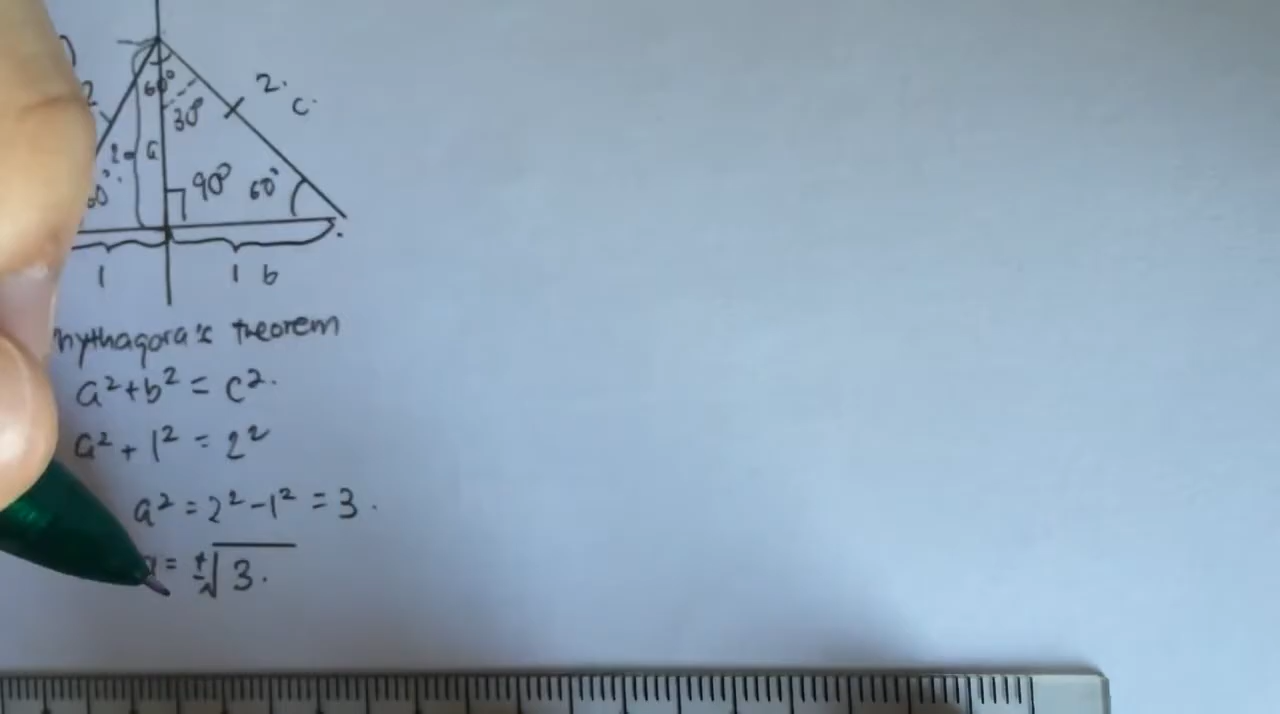 2.
c.
60°
30°
a
90° 60°
1
1 b
hythagora's theorem
a²+b² = c².
a² + 1² = 2²
a² = 2² -1² = 3.
= ±√3.